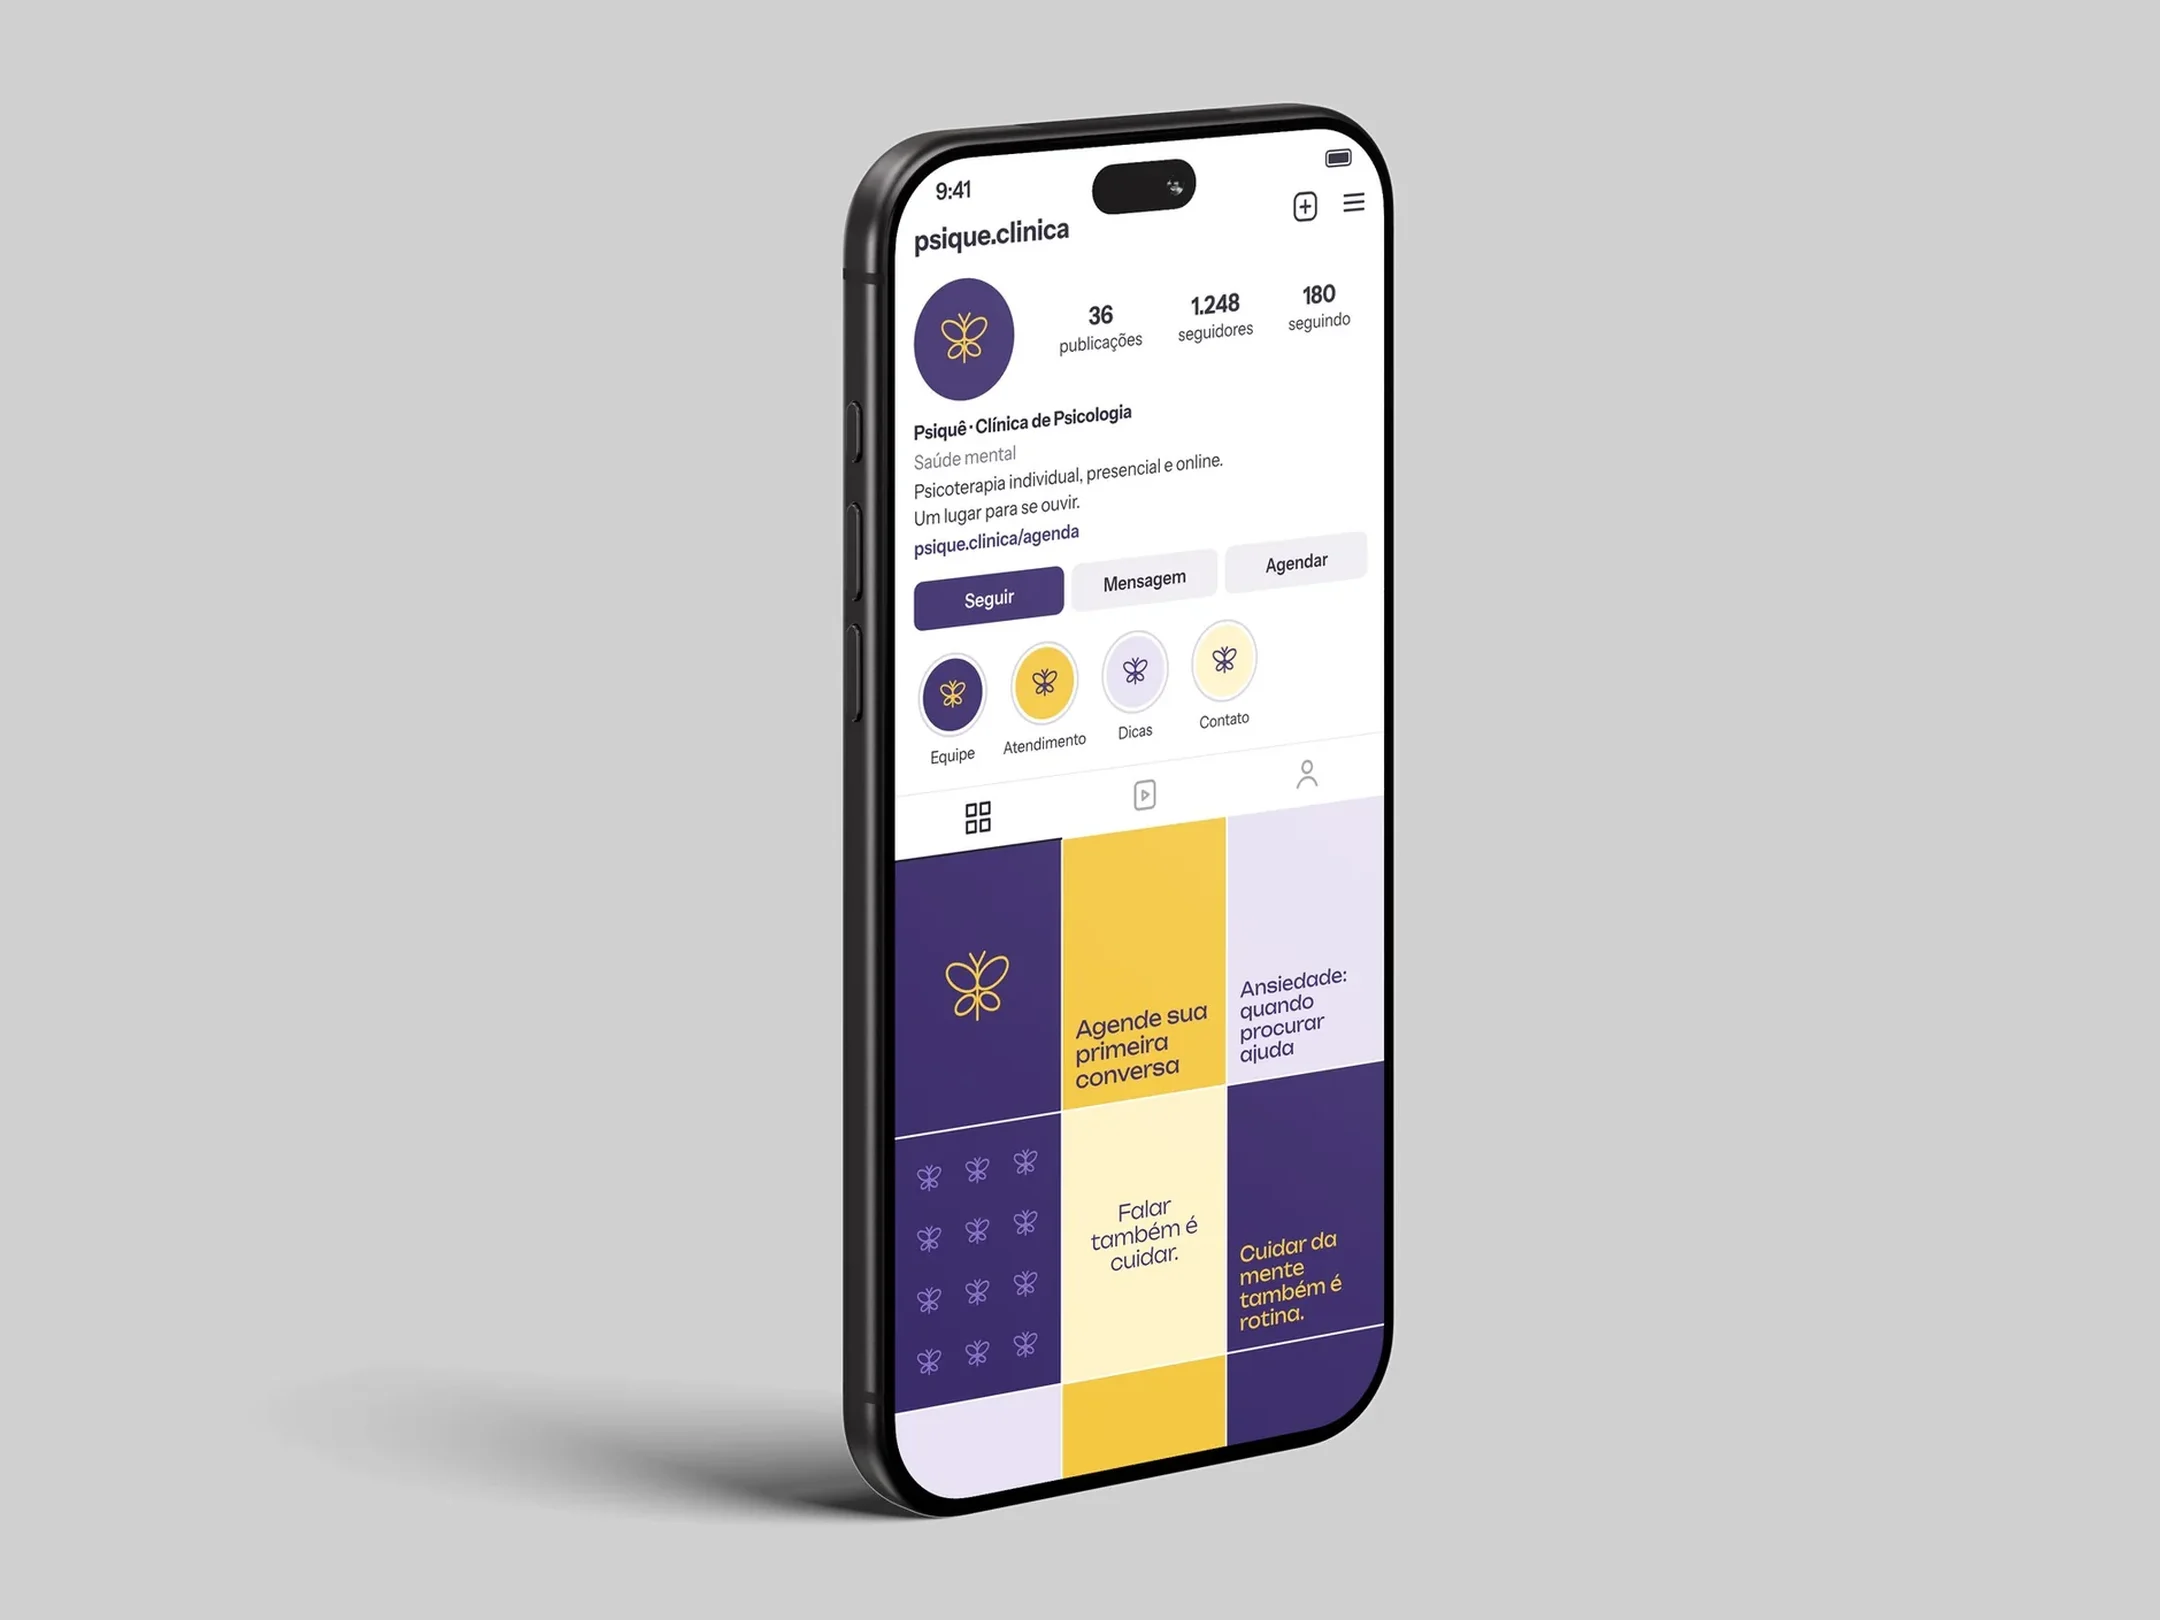 9:41
psique.clinica
36
publicações
1.248
seguidores
180
seguindo
Psiquê · Clínica de Psicologia
Saúde mental
Psicoterapia individual, presencial e online.
Um lugar para se ouvir.
psique.clinica/agenda
Seguir
Mensagem
Agendar
Equipe
Atendimento
Dicas
Contato
Agende sua
primeira
conversa
Ansiedade:
quando
procurar
ajuda
Falar
também é
cuidar.
Cuidar da
mente
também é
rotina.